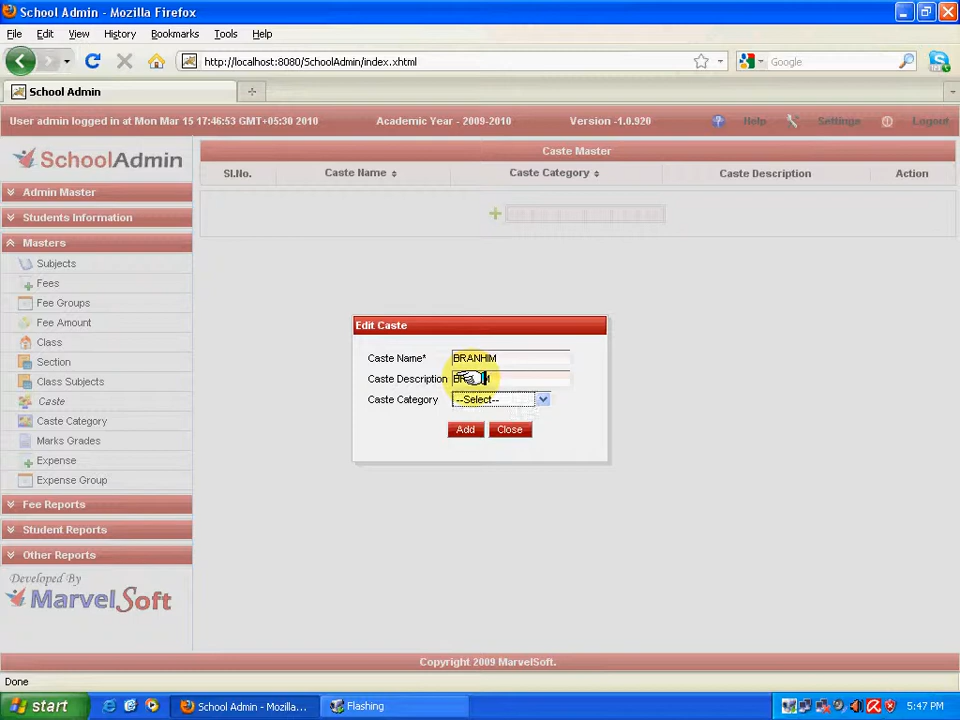 School Admin - Mozilla Firefox
File Edit View History Bookmarks Tools Help
http://localhost:8080/SchoolAdmin/index.xhtml
Google
School Admin
User admin logged in at Mon Mar 15 17:46:53 GMT+05:30 2010 Academic Year - 2009-2010 Version -1.0.920 Help Settings Logout
SchoolAdmin
Caste Master
Sl.No. Caste Name Caste Category Caste Description Action
Admin Master
Students Information
Masters
Subjects
Fees
Fee Groups
Fee Amount
Class
Section
Class Subjects
Caste
Caste Category
Marks Grades
Expense
Expense Group
Fee Reports
Student Reports
Other Reports
Developed By
MarvelSoft
Edit Caste
Caste Name* BRANHIM
Caste Description
Caste Category --Select--
Add Close
Copyright 2009 MarvelSoft.
Done
start School Admin - Mozilla... Flashing 5:47 PM